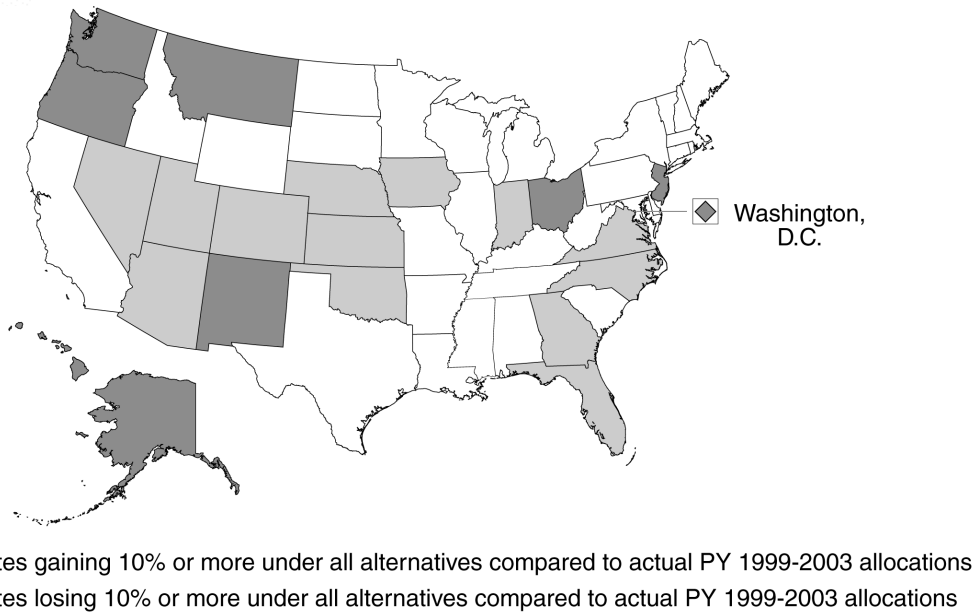 Washington,
D.C.
tes gaining 10% or more under all alternatives compared to actual PY 1999-2003 allocations
tes losing 10% or more under all alternatives compared to actual PY 1999-2003 allocations